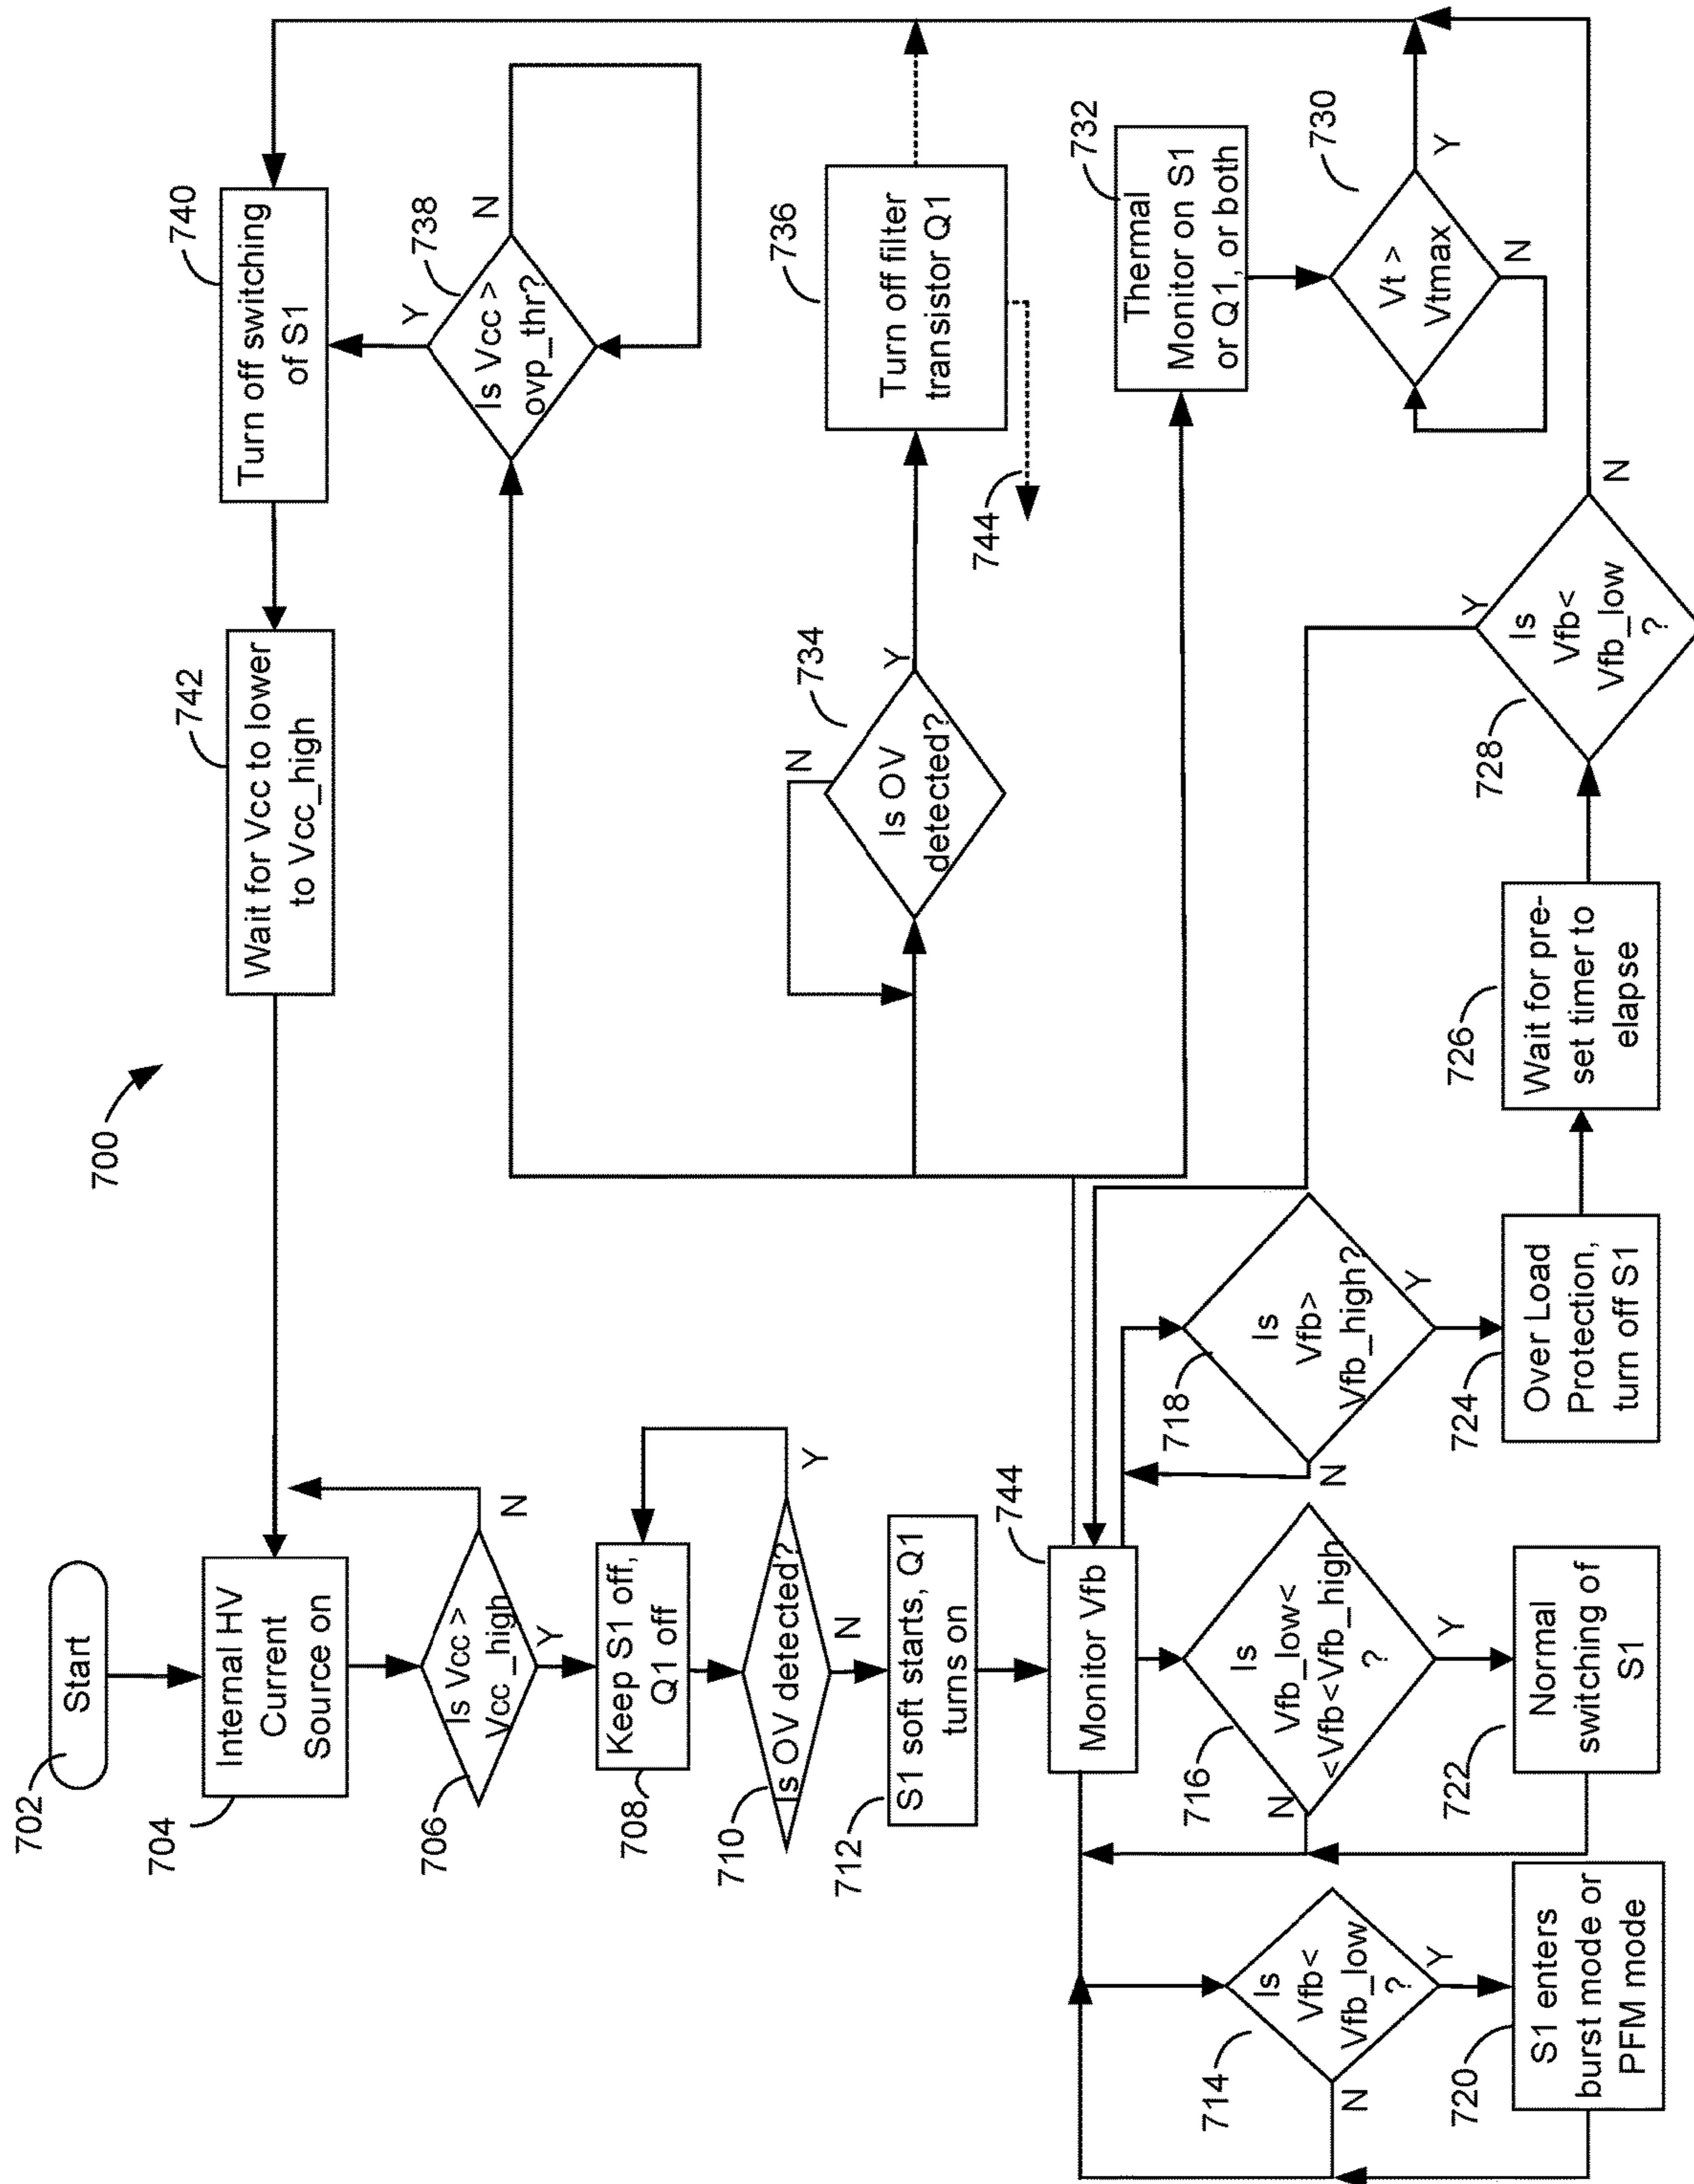 700
702
Start
704
Internal HV
Current
Source on
706
Is Vcc >
Vcc_high
N
Y
708
Keep S1 off,
Q1 off
710
Is OV detected?
Y
N
712
S1 soft starts, Q1
turns on
744
Monitor Vfb
714
Is
Vfb<
Vfb_low
?
N
Y
720
S1 enters
burst mode or
PFM mode
716
Is
Vfb_low<
<Vfb<Vfb_high
?
N
Y
722
Normal
switching of
S1
718
Is
Vfb>
Vfb_high?
N
Y
724
Over Load
Protection,
turn off S1
726
Wait for pre-
set timer to
elapse
728
Is
Vfb<
Vfb_low
?
Y
N
730
Vt >
Vtmax
Y
N
732
Thermal
Monitor on S1
or Q1, or both
734
Is OV
detected?
N
Y
736
Turn off filter
transistor Q1
744
738
Is Vcc >
ovp_thr?
Y
N
740
Turn off switching
of S1
742
Wait for Vcc to lower
to Vcc_high